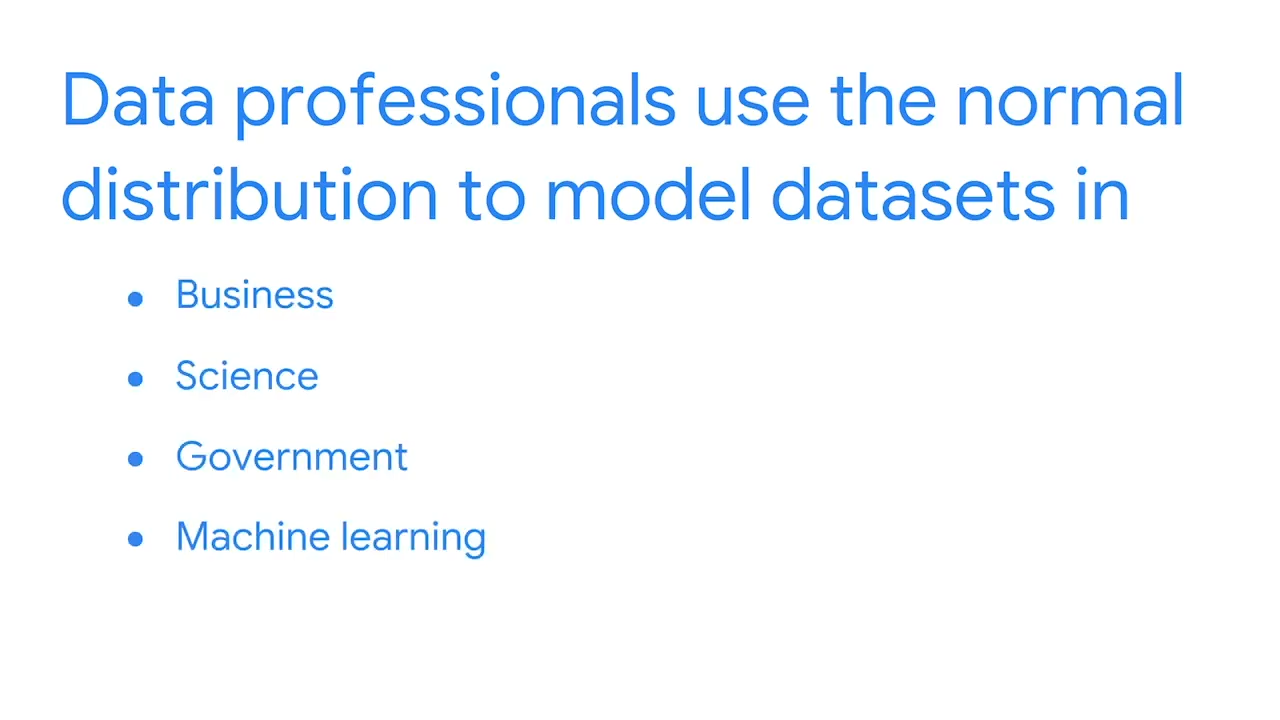 Data professionals use the normal
distribution to model datasets in
● Business
● Science
● Government
● Machine learning